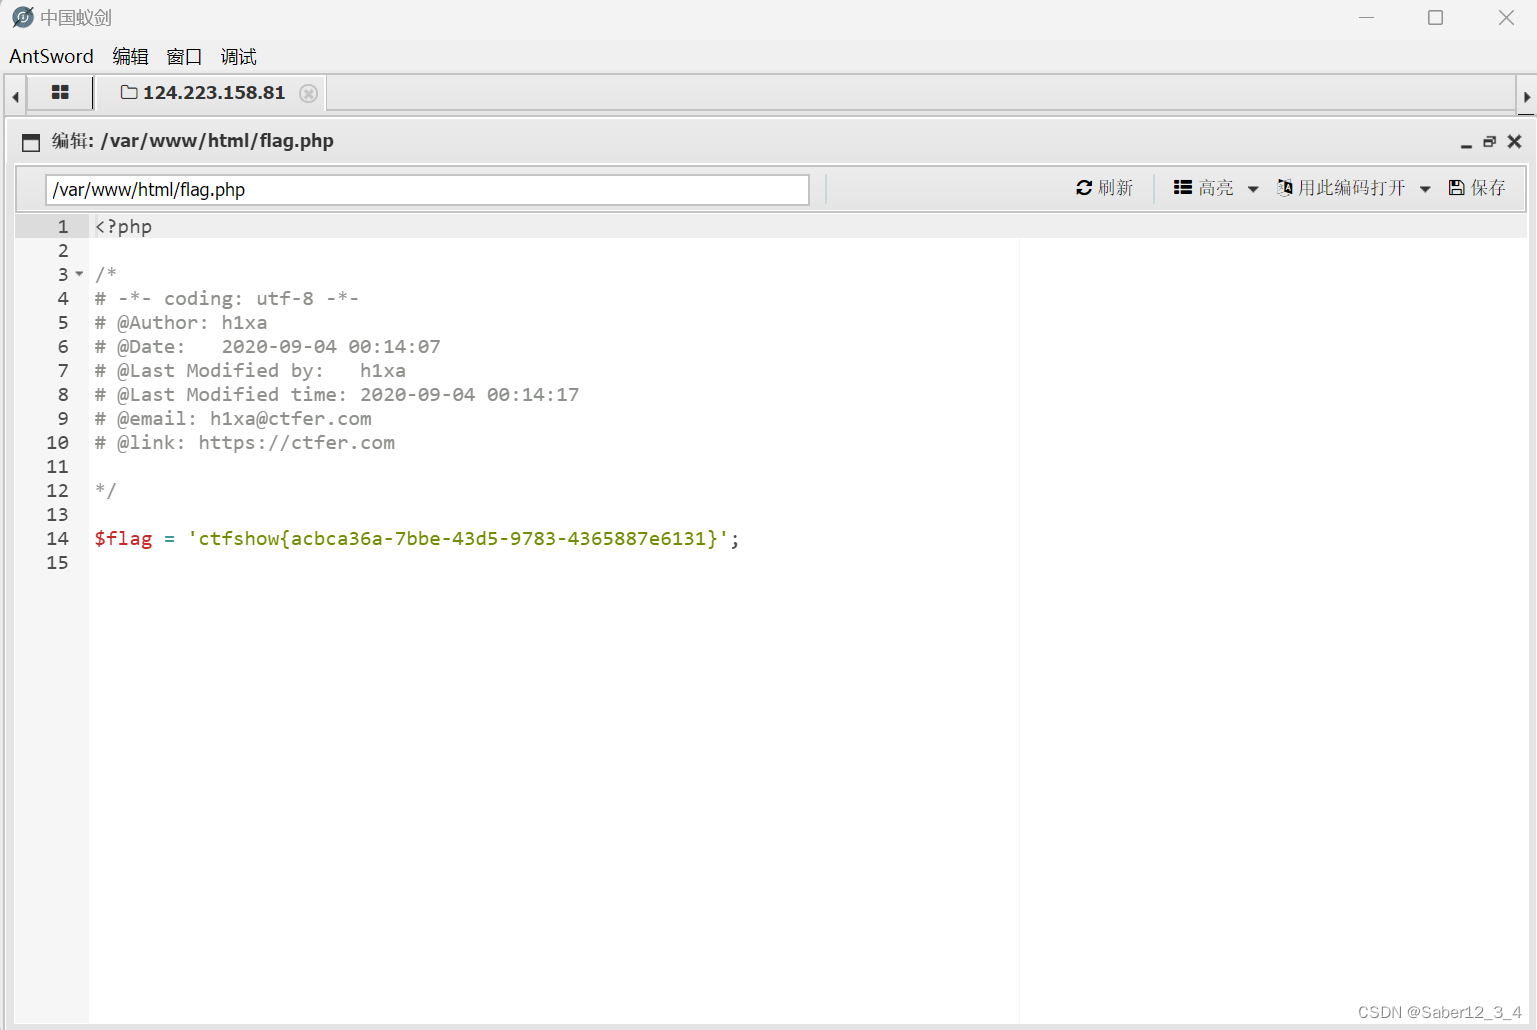 中国蚁剑
AntSword 编辑 窗口 调试
124.223.158.81
编辑: /var/www/html/flag.php
/var/www/html/flag.php 刷新 高亮 用此编码打开 保存
1 <?php
2
3 /*
4 # -*- coding: utf-8 -*-
5 # @Author: h1xa
6 # @Date:   2020-09-04 00:14:07
7 # @Last Modified by:   h1xa
8 # @Last Modified time: 2020-09-04 00:14:17
9 # @email: h1xa@ctfer.com
10 # @link: https://ctfer.com
11
12 */
13
14 $flag = 'ctfshow{acbca36a-7bbe-43d5-9783-4365887e6131}';
15
CSDN @Saber12_3_4